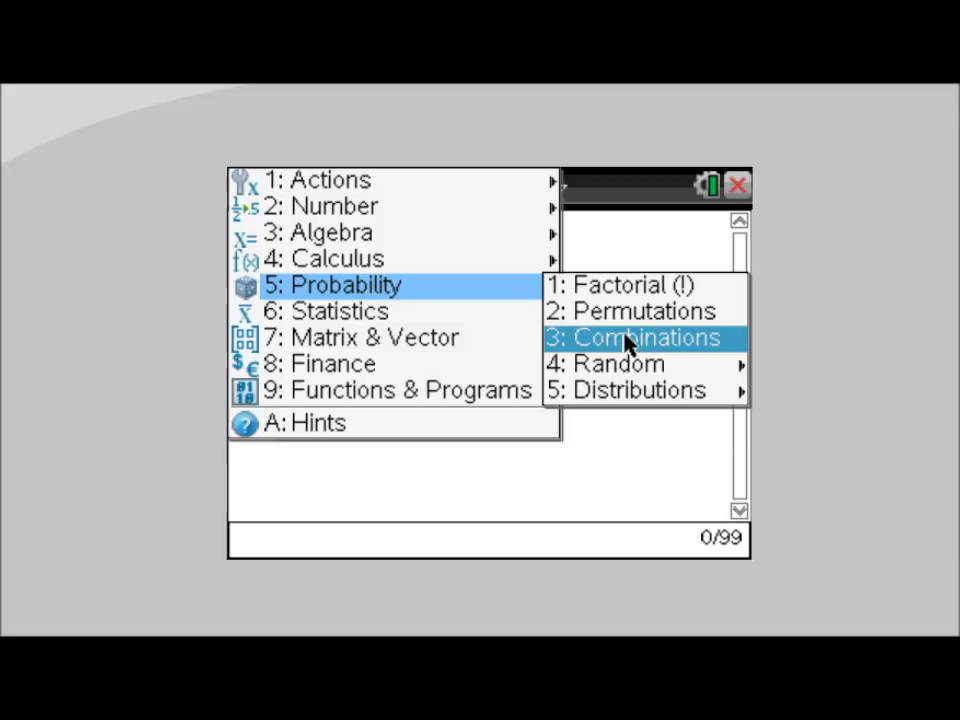 1: Actions
2: Number
3: Algebra
4: Calculus
5: Probability
6: Statistics
7: Matrix & Vector
8: Finance
9: Functions & Programs
A: Hints
1: Factorial (!)
2: Permutations
3: Combinations
4: Random
5: Distributions
0/99